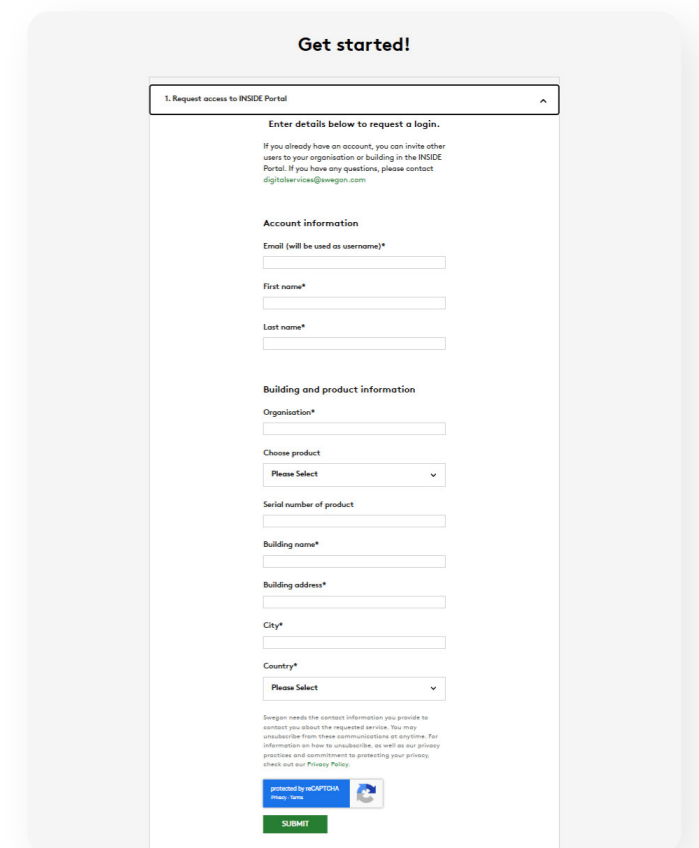 Get started!
1. Request access to INSIDE Portal
Enter details below to request a login.
If you already have an account, you can invite other
users to your organisation or building in the INSIDE
Portal. If you have any questions, please contact
digitalservices@swegon.com
Account information
Email (will be used as username)*
First name*
Last name*
Building and product information
Organisation*
Choose product
Please Select
Serial number of product
Building name*
Building address*
City*
Country*
Please Select
Swegon needs the contact information you provide to
contact you about the requested service. You may
unsubscribe from these communications at anytime. For
information on how to unsubscribe, as well as our privacy
practices and commitment to protecting your privacy,
check out our Privacy Policy.
protected by reCAPTCHA
Privacy - Terms
SUBMIT